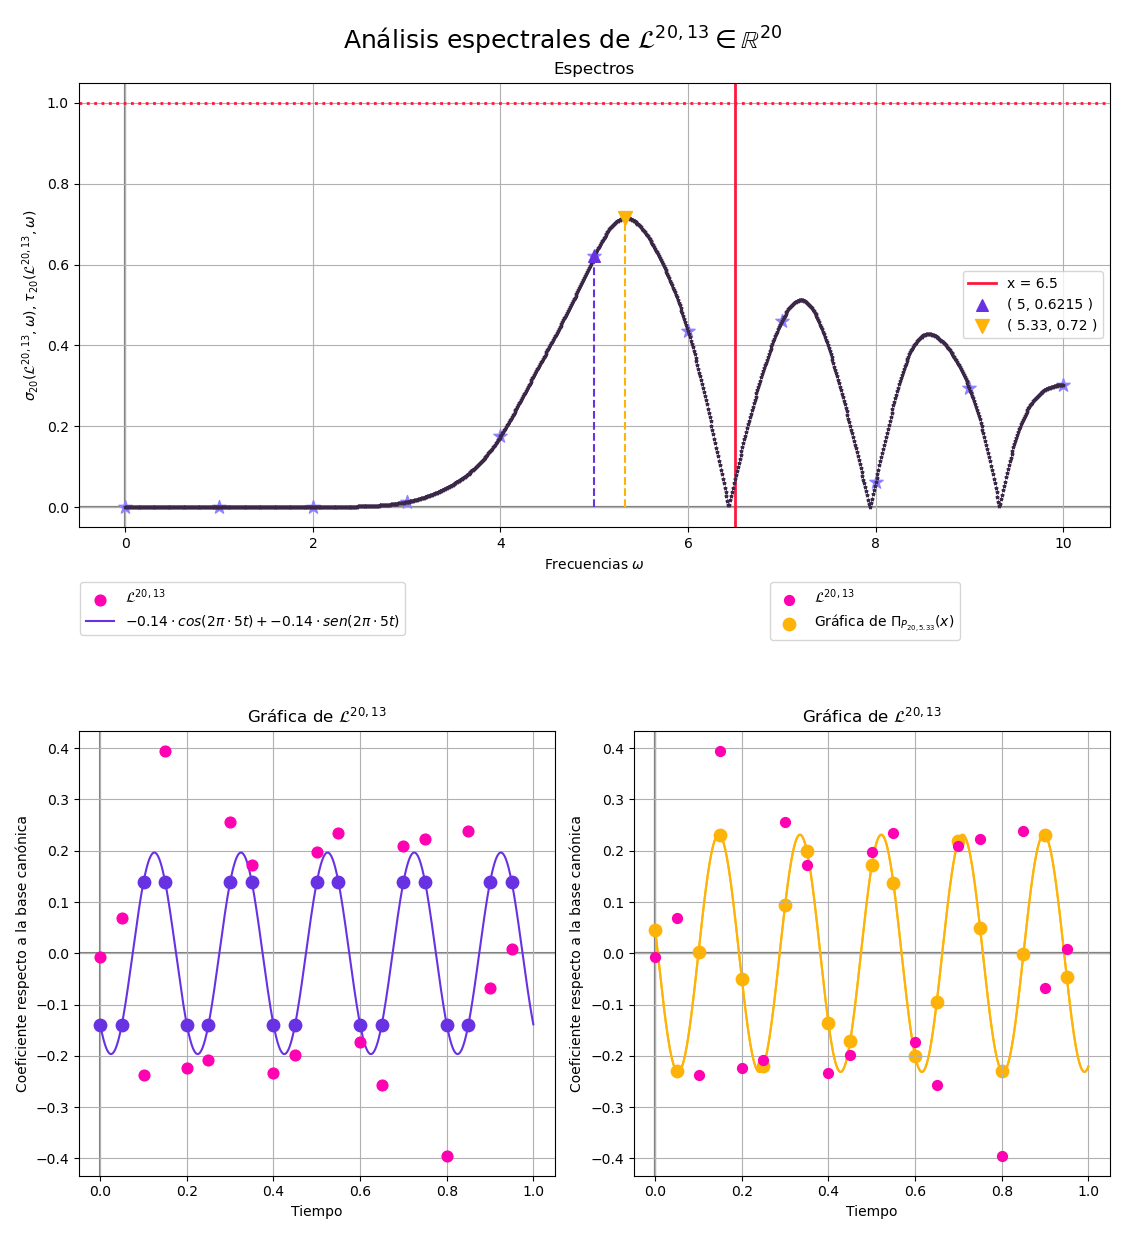 Análisis espectrales de 𝓛^{20,13} ∈ ℝ^{20}
Espectros
1.0
0.8
0.6
0.4
0.2
0.0
σ₂₀(𝓛^{20,13}, ω), τ₂₀(𝓛^{20,13}, ω)
x = 6.5
( 5, 0.6215 )
( 5.33, 0.72 )
0 2 4 6 8 10
Frecuencias ω
𝓛^{20,13}
−0.14 · cos(2π · 5t) + −0.14 · sen(2π · 5t)
𝓛^{20,13}
Gráfica de Π_{P_{20,5.33}}(x)
Gráfica de 𝓛^{20,13}
0.4
0.3
0.2
0.1
0.0
−0.1
−0.2
−0.3
−0.4
Coeficiente respecto a la base canónica
0.0 0.2 0.4 0.6 0.8 1.0
Tiempo
Gráfica de 𝓛^{20,13}
0.4
0.3
0.2
0.1
0.0
−0.1
−0.2
−0.3
−0.4
Coeficiente respecto a la base canónica
0.0 0.2 0.4 0.6 0.8 1.0
Tiempo